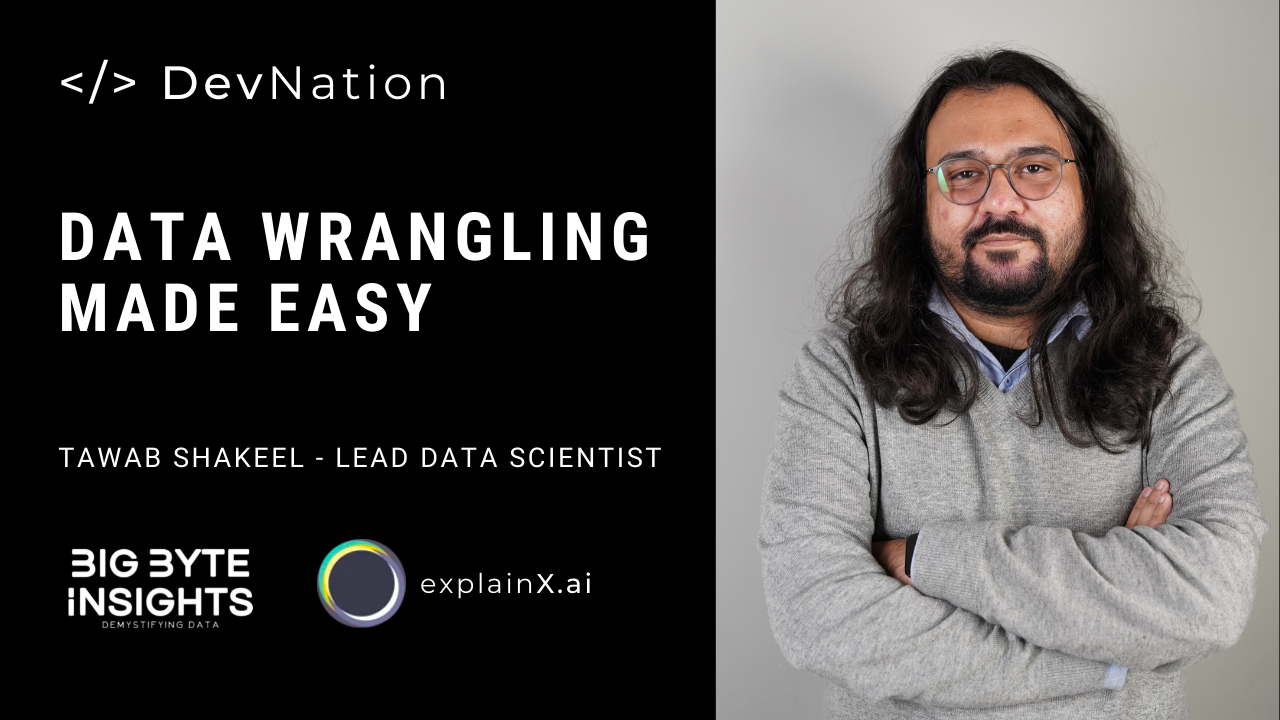 </> DevNation
DATA WRANGLING
MADE EASY
TAWAB SHAKEEL - LEAD DATA SCIENTIST
BIG BYTE
INSIGHTS
DEMYSTIFYING DATA
explainX.ai